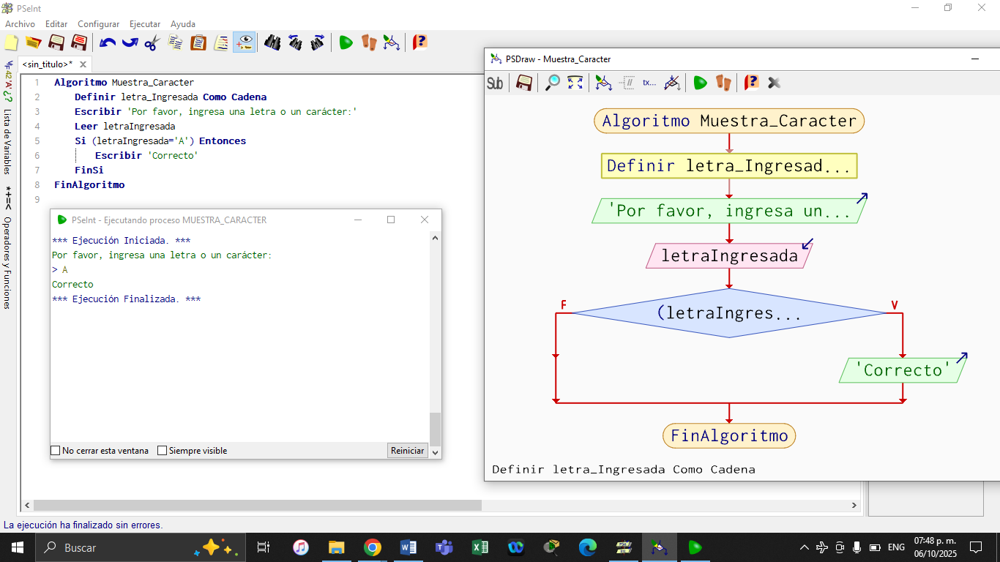 PSeInt
Archivo Editar Configurar Ejecutar Ayuda
<sin_titulo>*
Lista de Variables
Operadores y Funciones
1 Algoritmo Muestra_Caracter
2 Definir letra_Ingresada Como Cadena
3 Escribir 'Por favor, ingresa una letra o un carácter:'
4 Leer letraIngresada
5 Si (letraIngresada='A') Entonces
6 Escribir 'Correcto'
7 FinSi
8 FinAlgoritmo
9
PSeInt - Ejecutando proceso MUESTRA_CARACTER
*** Ejecución Iniciada. ***
Por favor, ingresa una letra o un carácter:
> A
Correcto
*** Ejecución Finalizada. ***
No cerrar esta ventana Siempre visible Reiniciar
PSDraw - Muestra_Caracter
Sub tx...
Algoritmo Muestra_Caracter
Definir letra_Ingresad...
'Por favor, ingresa un...
letraIngresada
F V
(letraIngres...
'Correcto'
FinAlgoritmo
Definir letra_Ingresada Como Cadena
La ejecución ha finalizado sin errores.
Buscar
ENG
07:48 p. m.
06/10/2025